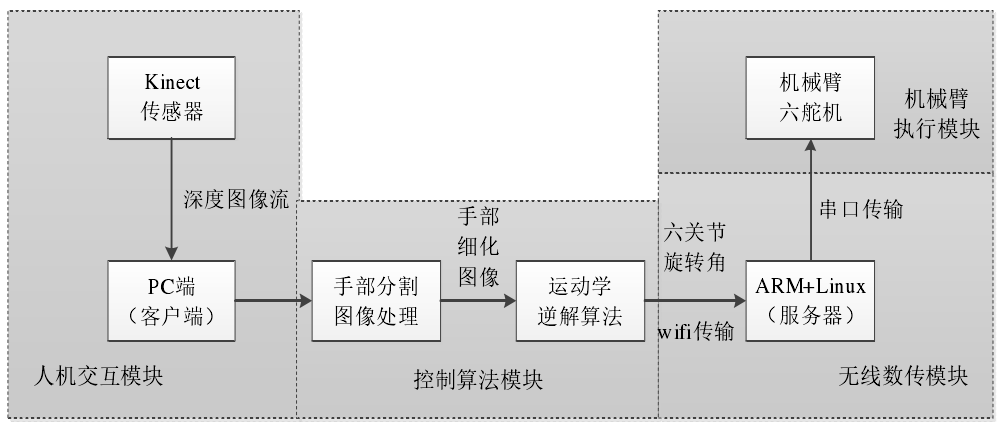 Kinect
传感器
深度图像流
PC端
（客户端）
人机交互模块
手部分割
图像处理
手部
细化
图像
运动学
逆解算法
控制算法模块
六关节
旋转角
wifi传输
ARM+Linux
（服务器）
无线数传模块
串口传输
机械臂
六舵机
机械臂
执行模块